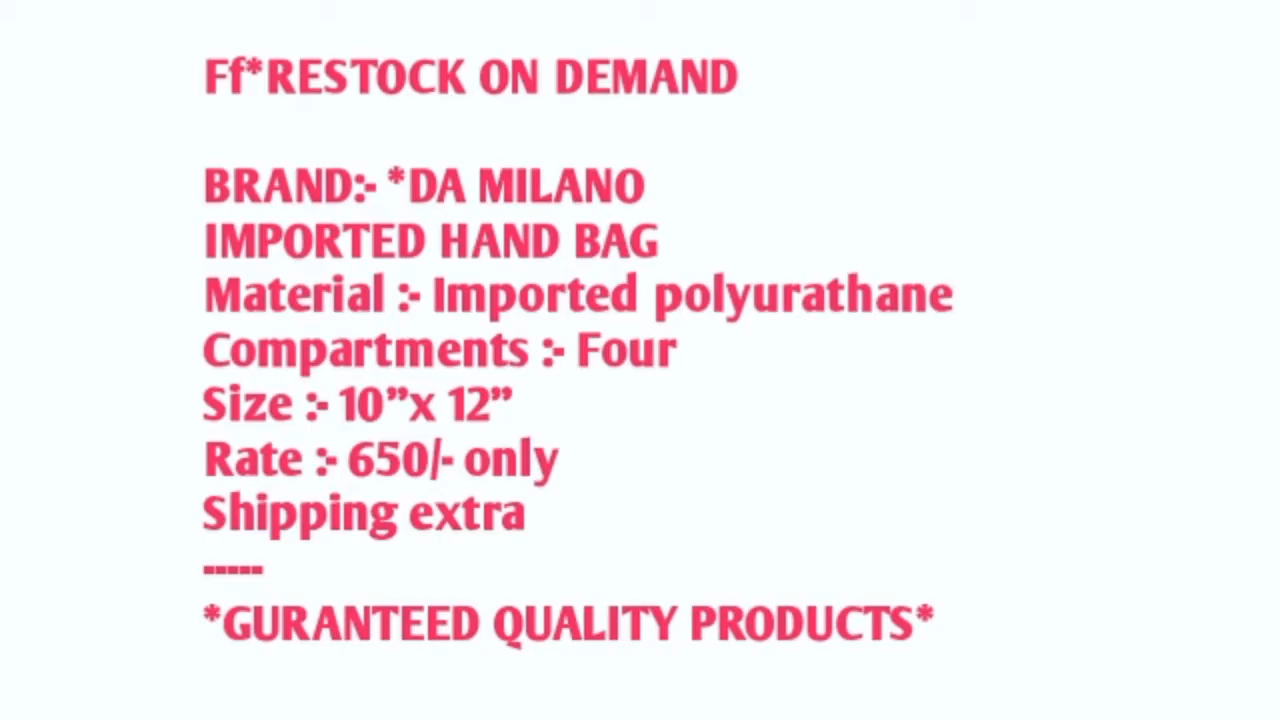 Ff*RESTOCK ON DEMAND
BRAND:- *DA MILANO
IMPORTED HAND BAG
Material :- Imported polyurathane
Compartments :- Four
Size :- 10”x 12”
Rate :- 650/- only
Shipping extra
-----
*GURANTEED QUALITY PRODUCTS*